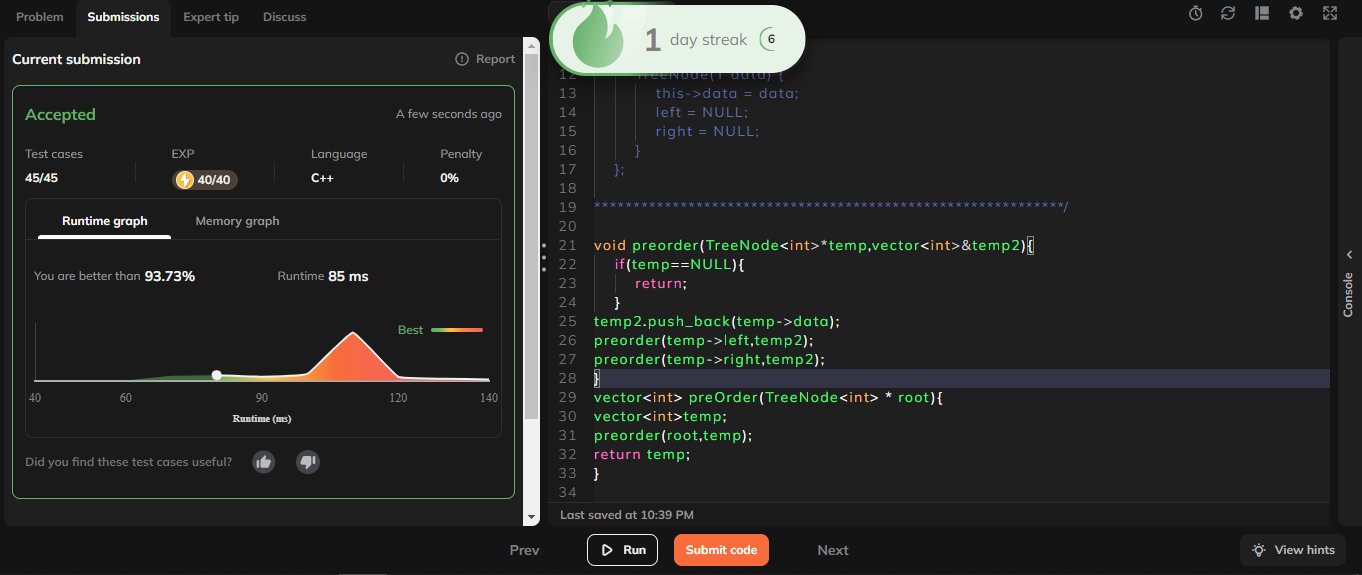 Problem
Submissions
Expert tip
Discuss
1 day streak 6
Current submission
Report
Accepted
A few seconds ago
Test cases
EXP
Language
Penalty
45/45
40/40
C++
0%
Runtime graph
Memory graph
You are better than 93.73%
Runtime 85 ms
Best
40 60 90 120 140
Runtime (ms)
Did you find these test cases useful?
12 TreeNode(T data) {
13 this->data = data;
14 left = NULL;
15 right = NULL;
16 }
17 };
18
19 ************************************************************/
20
21 void preorder(TreeNode<int>*temp,vector<int>&temp2){
22 if(temp==NULL){
23 return;
24 }
25 temp2.push_back(temp->data);
26 preorder(temp->left,temp2);
27 preorder(temp->right,temp2);
28 }
29 vector<int> preOrder(TreeNode<int> * root){
30 vector<int>temp;
31 preorder(root,temp);
32 return temp;
33 }
34
Last saved at 10:39 PM
Console
Prev
Run
Submit code
Next
View hints